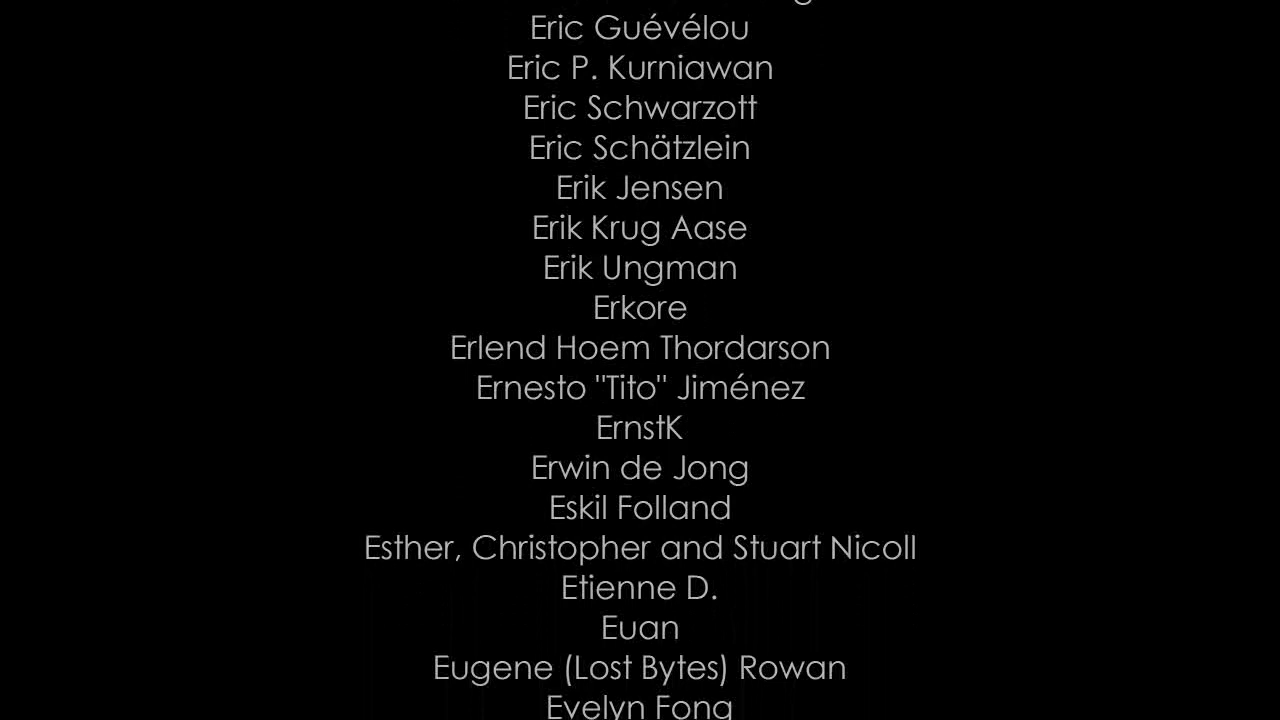 Eric Guévélou
Eric P. Kurniawan
Eric Schwarzott
Eric Schätzlein
Erik Jensen
Erik Krug Aase
Erik Ungman
Erkore
Erlend Hoem Thordarson
Ernesto "Tito" Jiménez
ErnstK
Erwin de Jong
Eskil Folland
Esther, Christopher and Stuart Nicoll
Etienne D.
Euan
Eugene (Lost Bytes) Rowan
Evelyn Fong